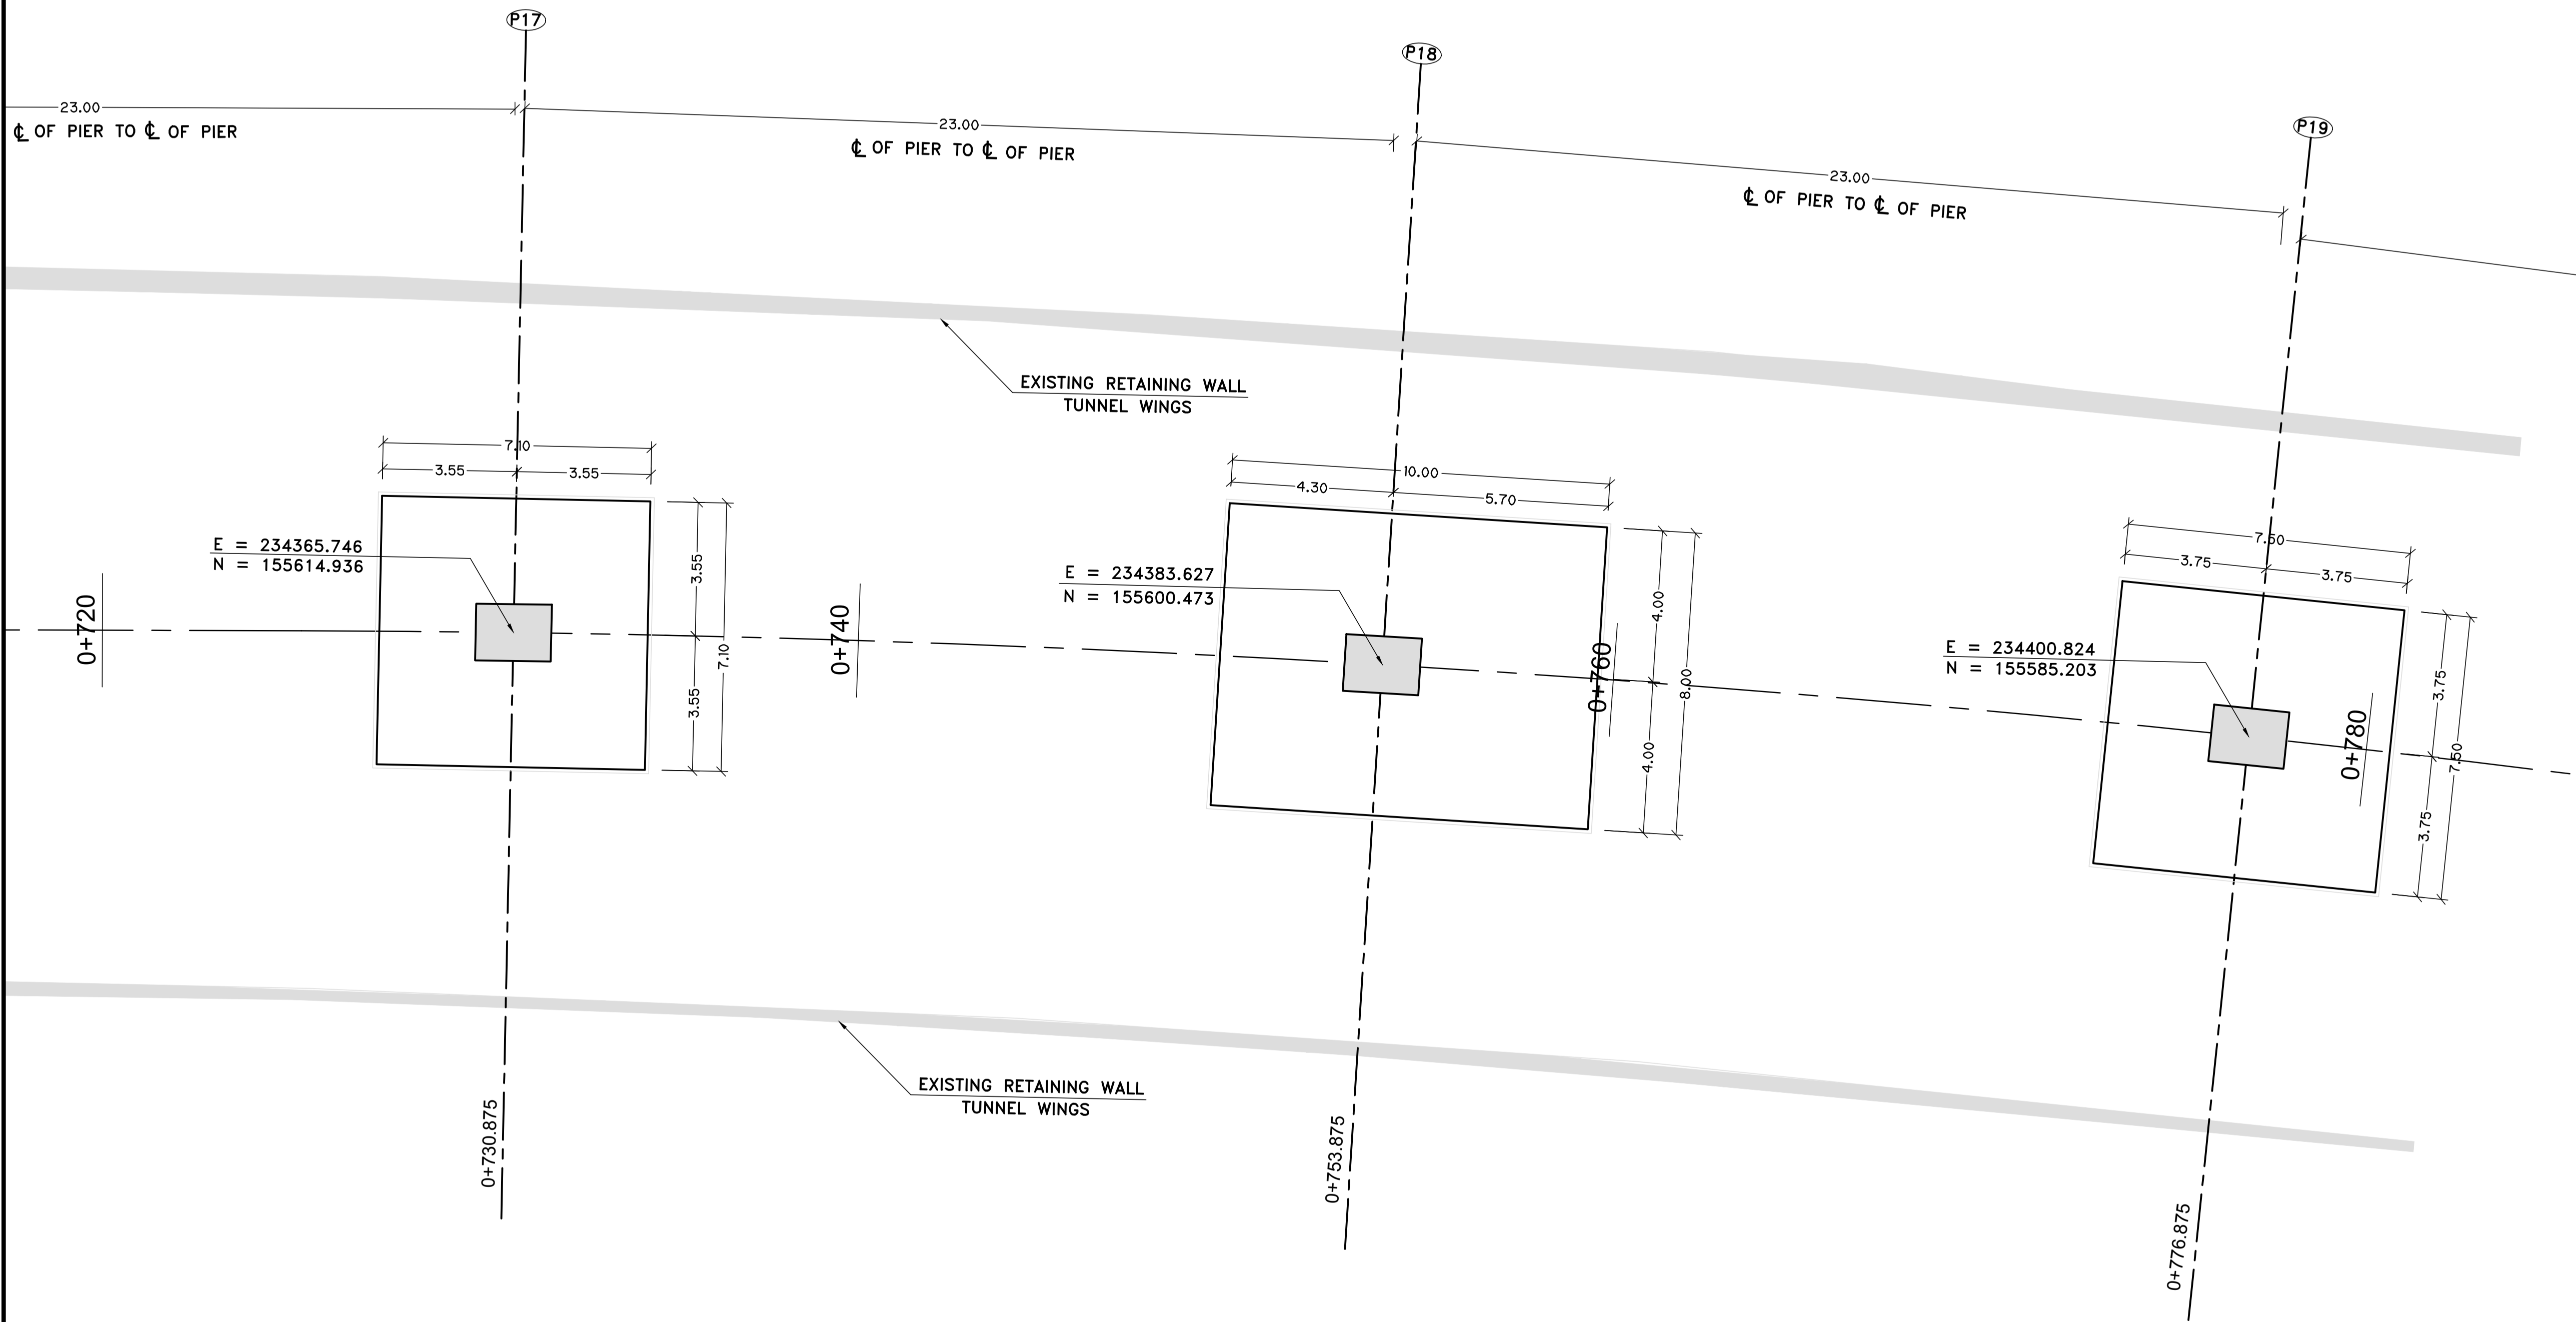 P17
P18
P19
23.00
℄ OF PIER TO ℄ OF PIER
23.00
℄ OF PIER TO ℄ OF PIER
23.00
℄ OF PIER TO ℄ OF PIER
EXISTING RETAINING WALL
TUNNEL WINGS
7.10
3.55
3.55
E = 234365.746
N = 155614.936
3.55
3.55
7.10
0+720
0+740
10.00
4.30
5.70
E = 234383.627
N = 155600.473
4.00
4.00
8.00
0+760
7.50
3.75
3.75
E = 234400.824
N = 155585.203
3.75
3.75
7.50
0+780
EXISTING RETAINING WALL
TUNNEL WINGS
0+730.875
0+753.875
0+776.875